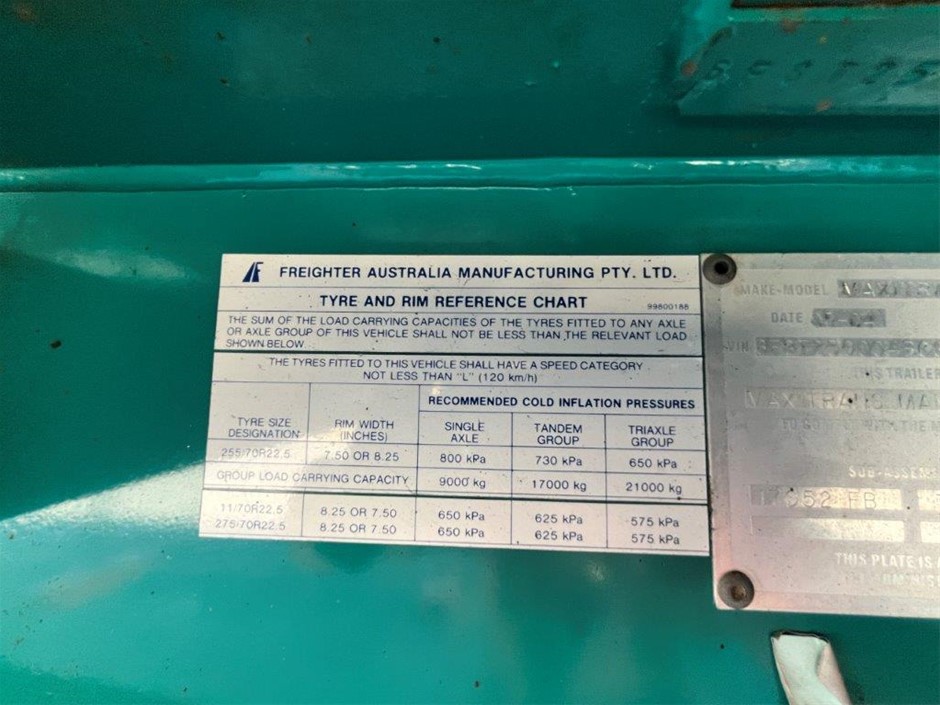 FREIGHTER AUSTRALIA MANUFACTURING PTY. LTD.
TYRE AND RIM REFERENCE CHART 99800188
THE SUM OF THE LOAD CARRYING CAPACITIES OF THE TYRES FITTED TO ANY AXLE
OR AXLE GROUP OF THIS VEHICLE SHALL NOT BE LESS THAN THE RELEVANT LOAD
SHOWN BELOW.
THE TYRES FITTED TO THIS VEHICLE SHALL HAVE A SPEED CATEGORY
NOT LESS THAN "L" (120 km/h)
RECOMMENDED COLD INFLATION PRESSURES
TYRE SIZE DESIGNATION RIM WIDTH (INCHES) SINGLE AXLE TANDEM GROUP TRIAXLE GROUP
255/70R22.5 7.50 OR 8.25 800 kPa 730 kPa 650 kPa
GROUP LOAD CARRYING CAPACITY 9000 kg 17000 kg 21000 kg
11/70R22.5 8.25 OR 7.50 650 kPa 625 kPa 575 kPa
275/70R22.5 8.25 OR 7.50 650 kPa 625 kPa 575 kPa
MAKE-MODEL
DATE
VIN
THIS TRAILER
SUB-ASSEM
THIS PLATE IS